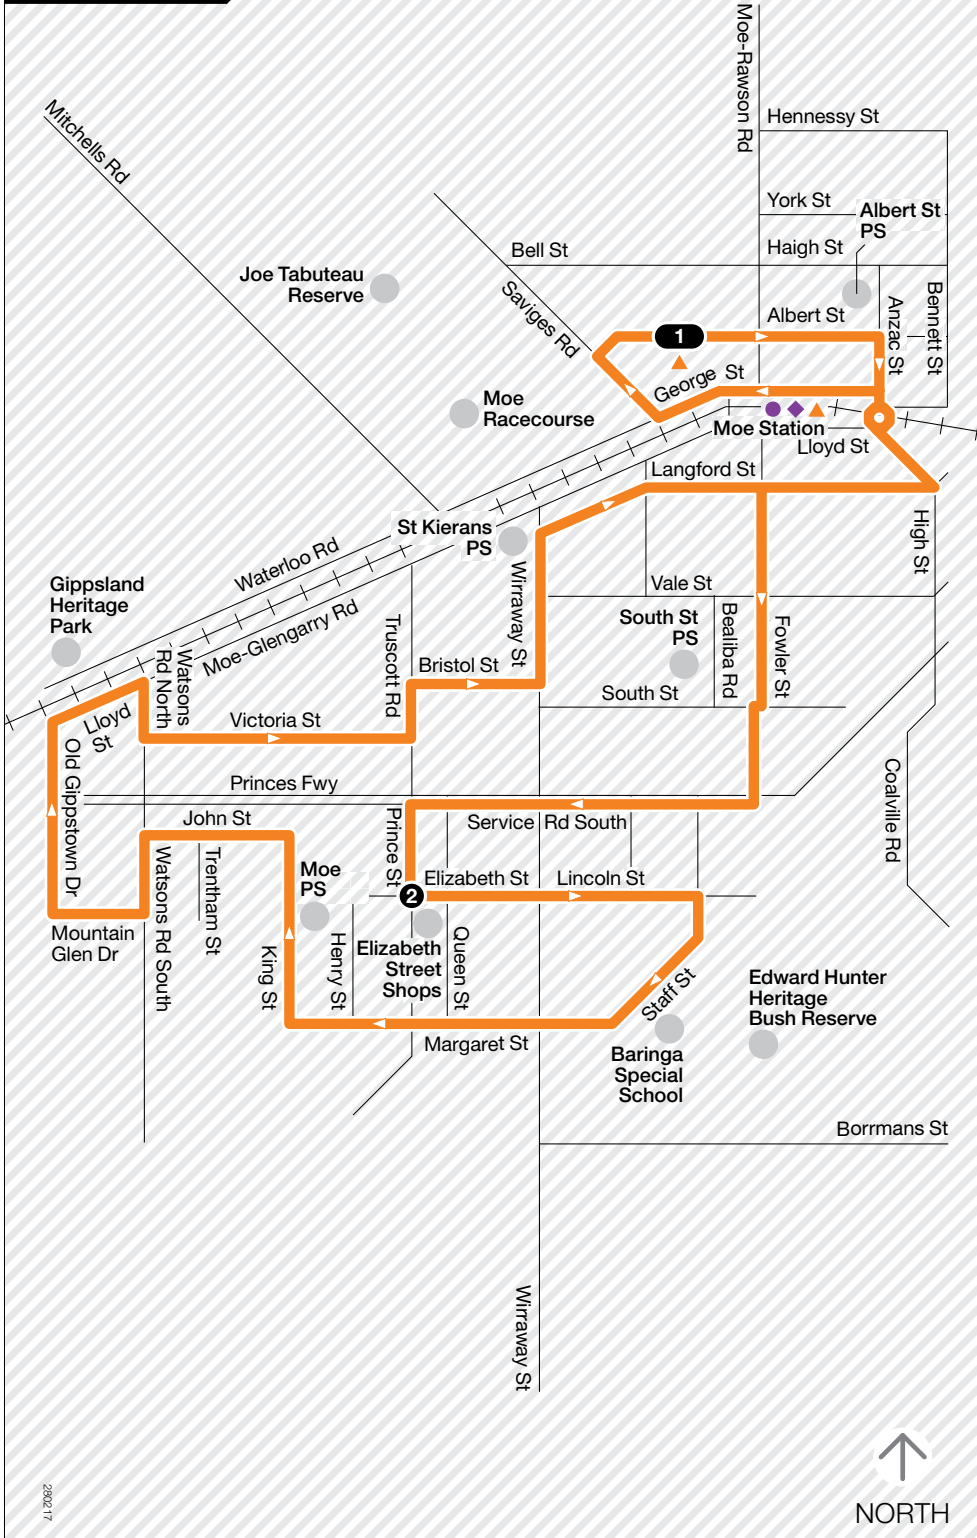 Moe-Rawson Rd
Hennessy St
Mitchells Rd
York St
Albert St
PS
Bell St
Haigh St
Joe Tabuteau
Reserve
Saviges Rd
Albert St
Anzac St
Bennett St
1
George St
Moe
Racecourse
Moe Station
Lloyd St
Langford St
St Kierans
PS
High St
Waterloo Rd
Wirraway St
Gippsland
Heritage
Park
Moe-Glengarry Rd
Vale St
South St
PS
Bealiba Rd
Fowler St
Truscott Rd
Watsons
Rd North
Bristol St
South St
Lloyd
St
Victoria St
Old Gippstown Dr
Princes Fwy
Coalville Rd
John St
Prince St
Service Rd South
Watsons Rd South
Trentham St
Moe
PS
Elizabeth St
Lincoln St
2
Mountain
Glen Dr
King St
Henry St
Elizabeth
Street
Shops
Queen St
Staff St
Edward Hunter
Heritage
Bush Reserve
Margaret St
Baringa
Special
School
Borrmans St
Wirraway St
280217
NORTH